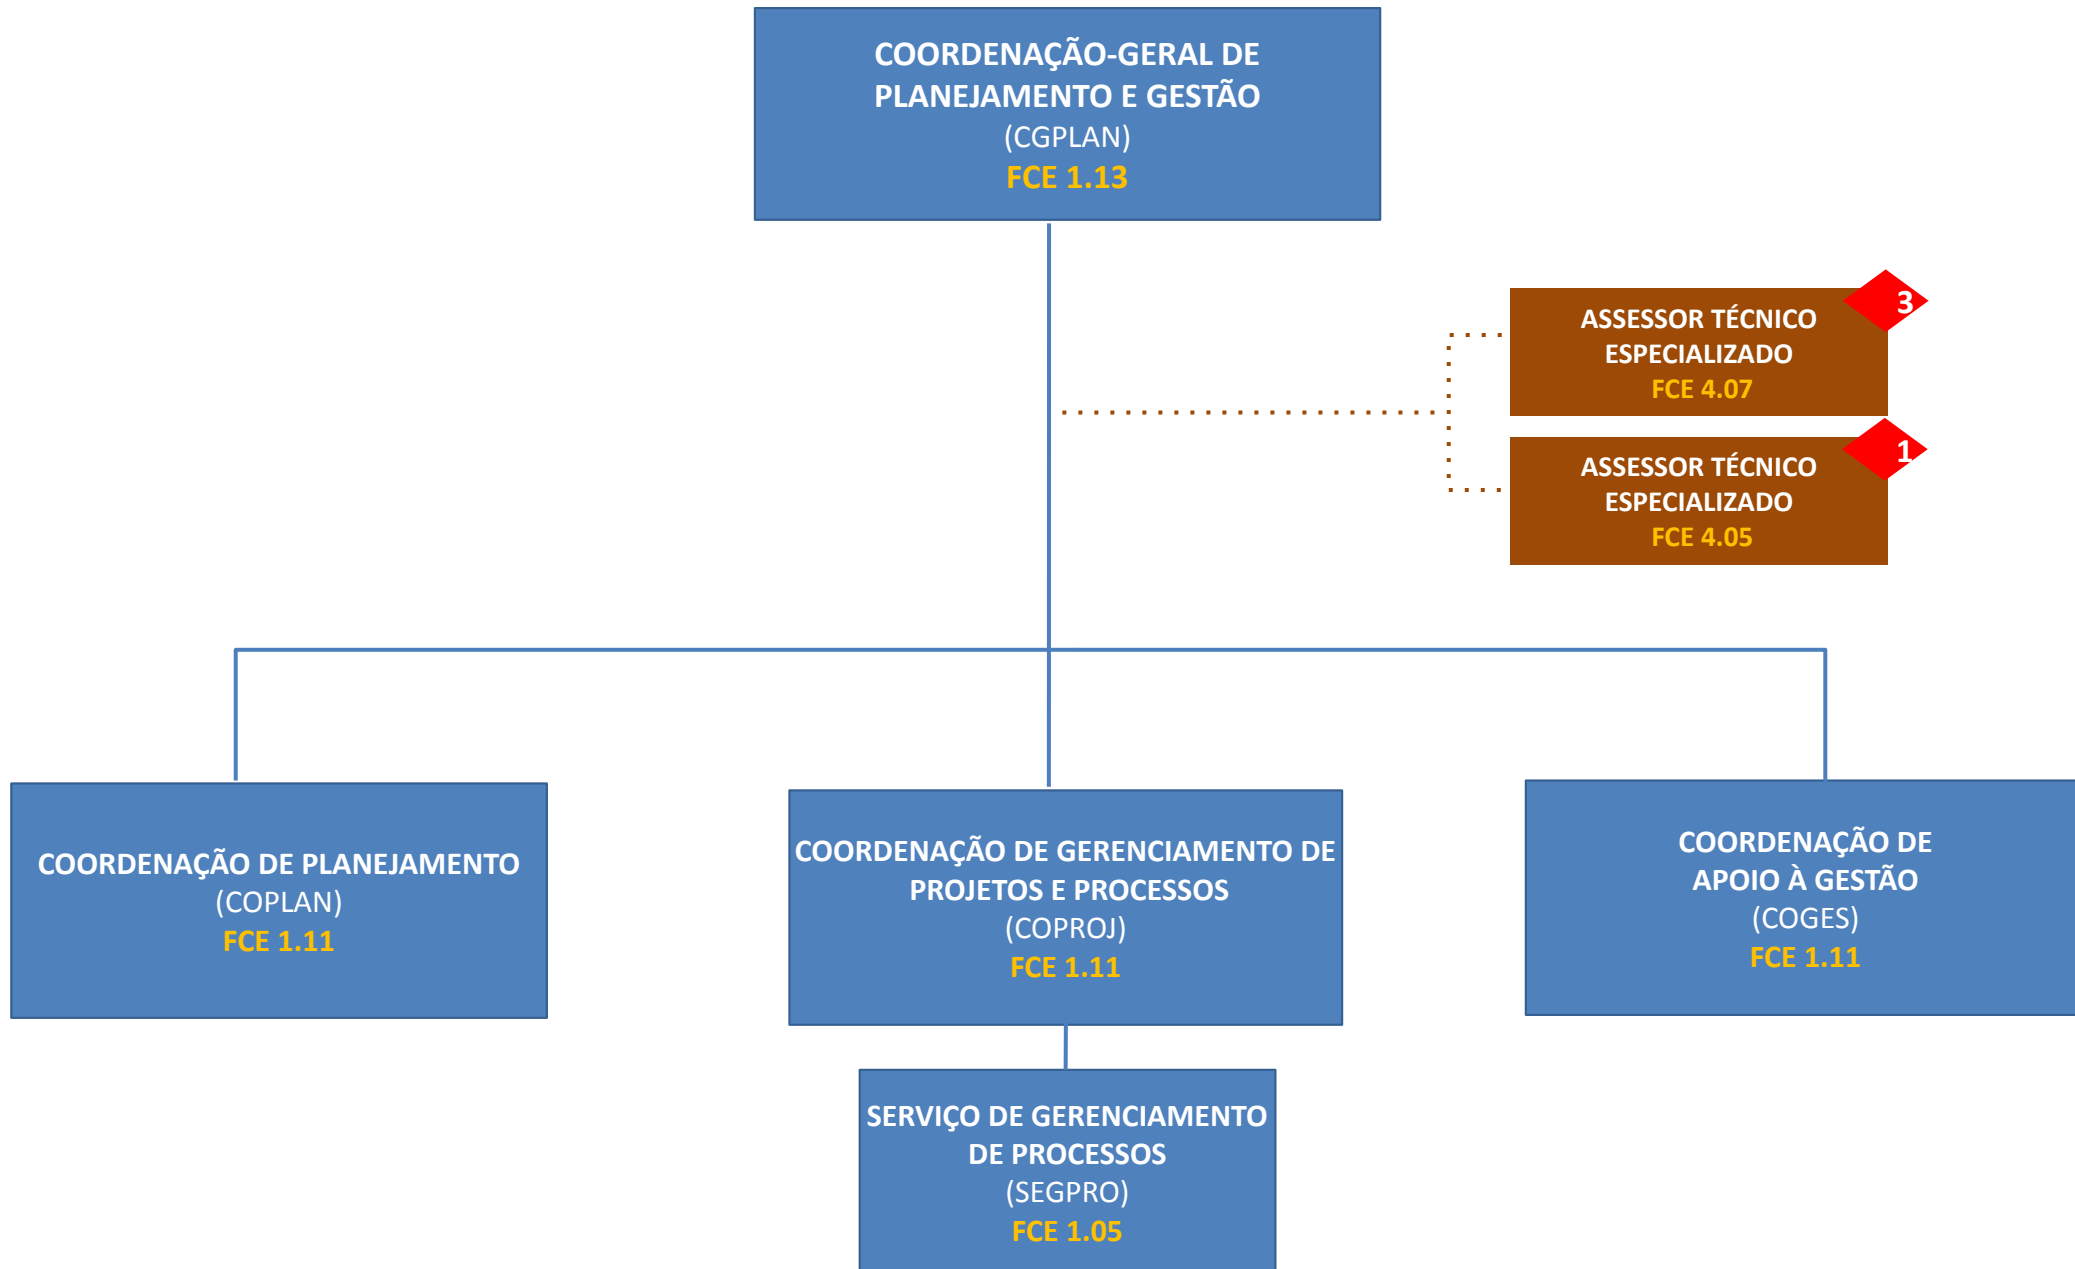 COORDENAÇÃO-GERAL DE
PLANEJAMENTO E GESTÃO
(CGPLAN)
FCE 1.13
3
ASSESSOR TÉCNICO
ESPECIALIZADO
FCE 4.07
1
ASSESSOR TÉCNICO
ESPECIALIZADO
FCE 4.05
COORDENAÇÃO DE PLANEJAMENTO
(COPLAN)
FCE 1.11
COORDENAÇÃO DE GERENCIAMENTO DE
PROJETOS E PROCESSOS
(COPROJ)
FCE 1.11
COORDENAÇÃO DE
APOIO À GESTÃO
(COGES)
FCE 1.11
SERVIÇO DE GERENCIAMENTO
DE PROCESSOS
(SEGPRO)
FCE 1.05